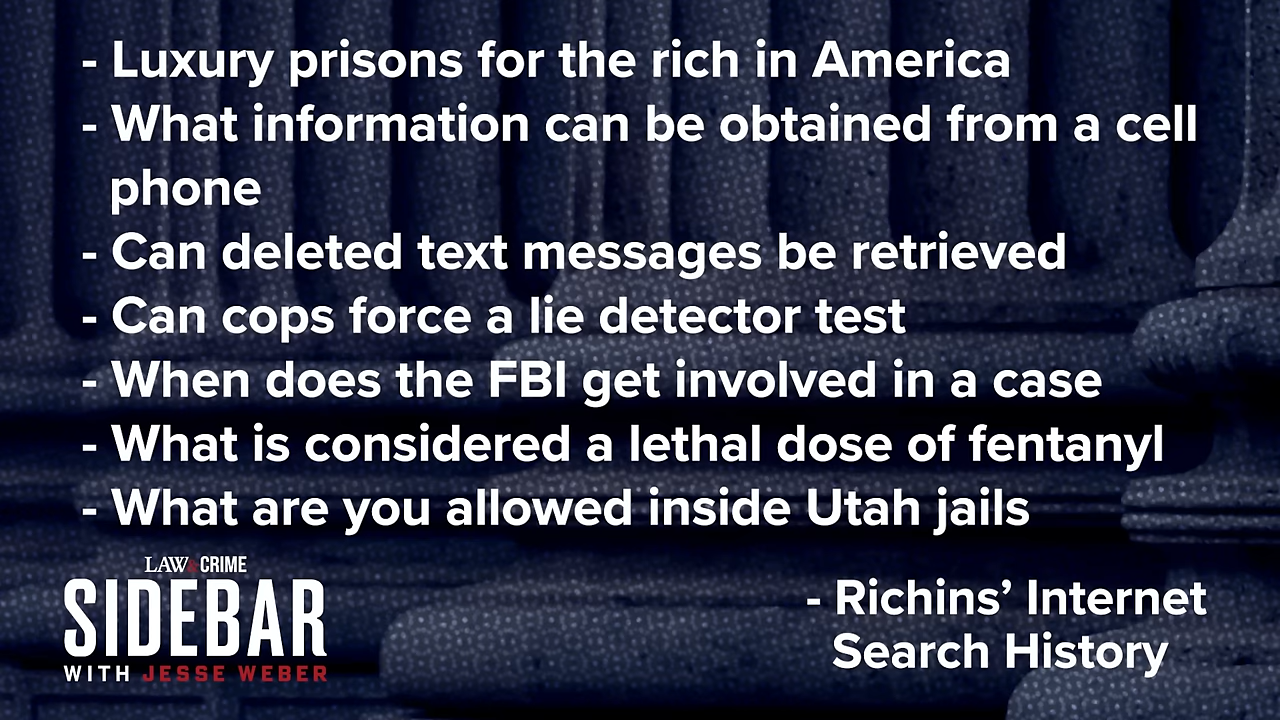 - Luxury prisons for the rich in America
- What information can be obtained from a cell
phone
- Can deleted text messages be retrieved
- Can cops force a lie detector test
- When does the FBI get involved in a case
- What is considered a lethal dose of fentanyl
- What are you allowed inside Utah jails
LAW&CRIME
SIDEBAR
WITH JESSE WEBER
- Richins’ Internet
Search History